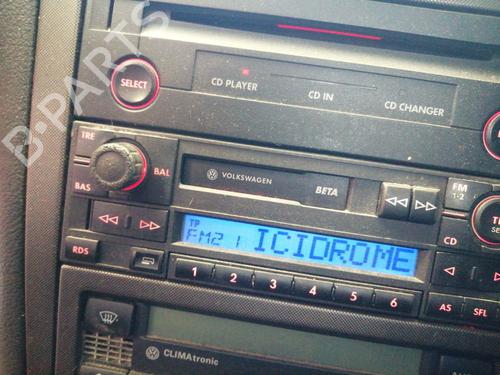 B-PARTS
SELECT
CD PLAYER
CD IN
CD CHANGER
TRE
BAL
BAS
VOLKSWAGEN
BETA
FM
1-2
CD
TP
FM2 1 ICIDROME
RDS
1 2 3 4 5 6
AS
SFL
CLIMAtronic